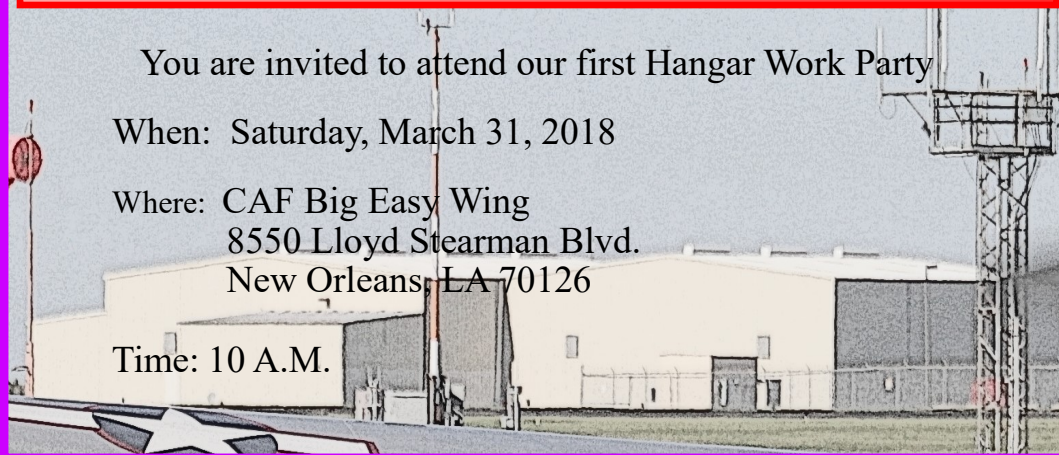 You are invited to attend our first Hangar Work Party
When: Saturday, March 31, 2018
Where: CAF Big Easy Wing
8550 Lloyd Stearman Blvd.
New Orleans, LA 70126
Time: 10 A.M.